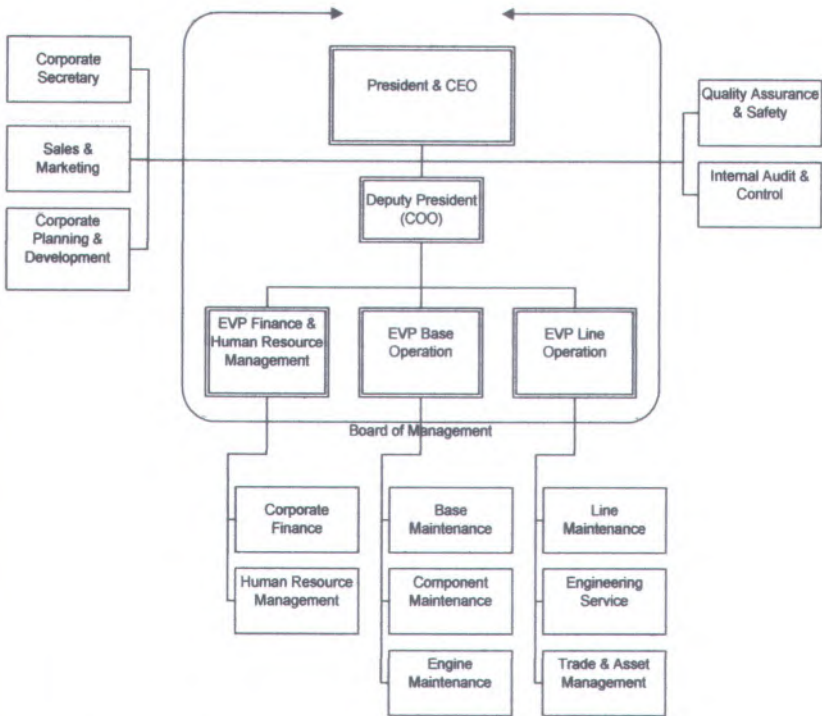 President & CEO
Corporate
Secretary
Sales &
Marketing
Corporate
Planning &
Development
Quality Assurance
& Safety
Internal Audit &
Control
Deputy President
(COO)
EVP Finance &
Human Resource
Management
EVP Base
Operation
EVP Line
Operation
Board of Management
Corporate
Finance
Human Resource
Management
Base
Maintenance
Component
Maintenance
Engine
Maintenance
Line
Maintenance
Engineering
Service
Trade & Asset
Management